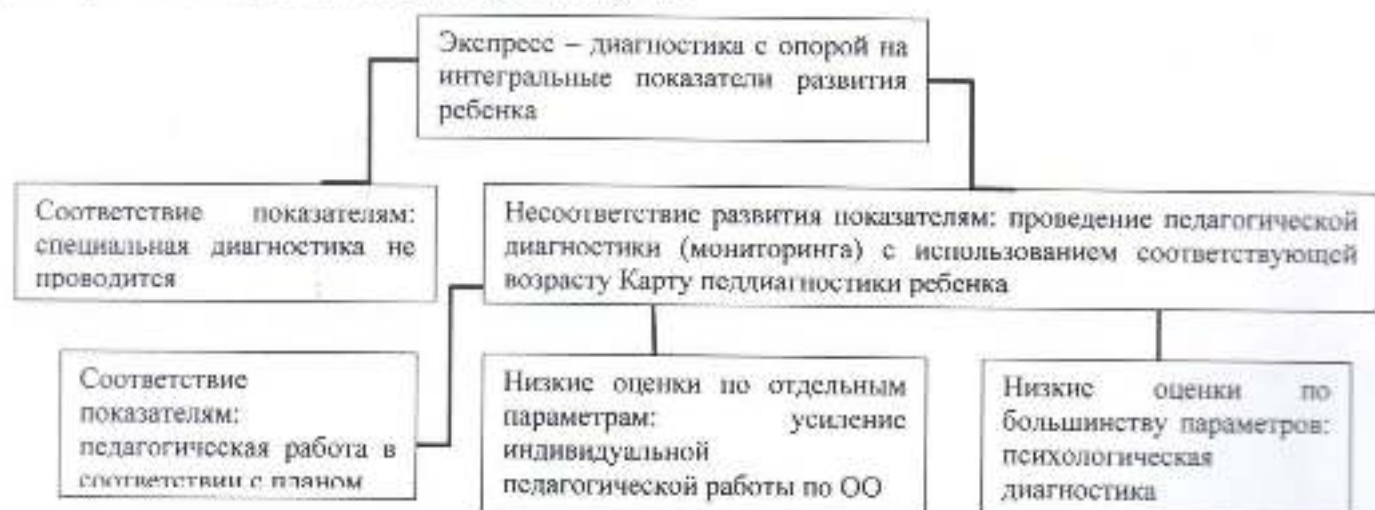 Экспресс – диагностика с опорой на
интегральные показатели развития
ребенка
Соответствие показателям:
специальная диагностика не
проводится
Несоответствие развития показателям: проведение педагогической
диагностики (мониторинга) с использованием соответствующей
возрасту Карту педдиагностики ребенка
Соответствие
показателям:
педагогическая работа в
соответствии с планом
Низкие оценки по отдельным
параметрам: усиление
индивидуальной
педагогической работы по ОО
Низкие оценки по
большинству параметров:
психологическая
диагностика